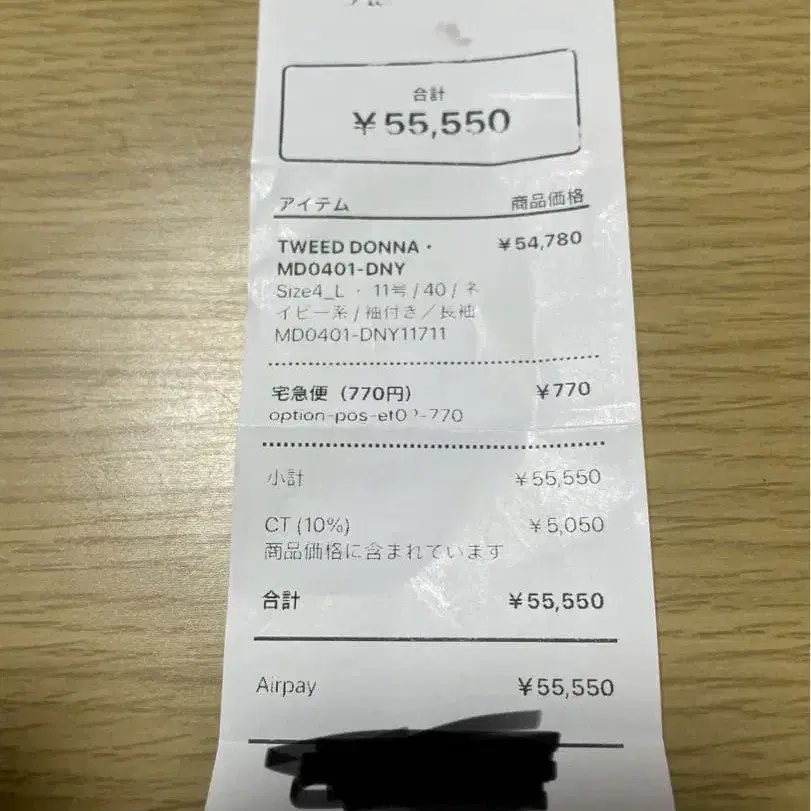 合計
¥55,550
アイテム 商品価格
TWEED DONNA・ ¥54,780
MD0401-DNY
Size4_L ・ 11号 / 40 / ネ
イビー系 / 袖付き／長袖
MD0401-DNY11711
宅急便（770円） ¥770
小計 ¥55,550
CT (10%) ¥5,050
商品価格に含まれています
合計 ¥55,550
Airpay ¥55,550